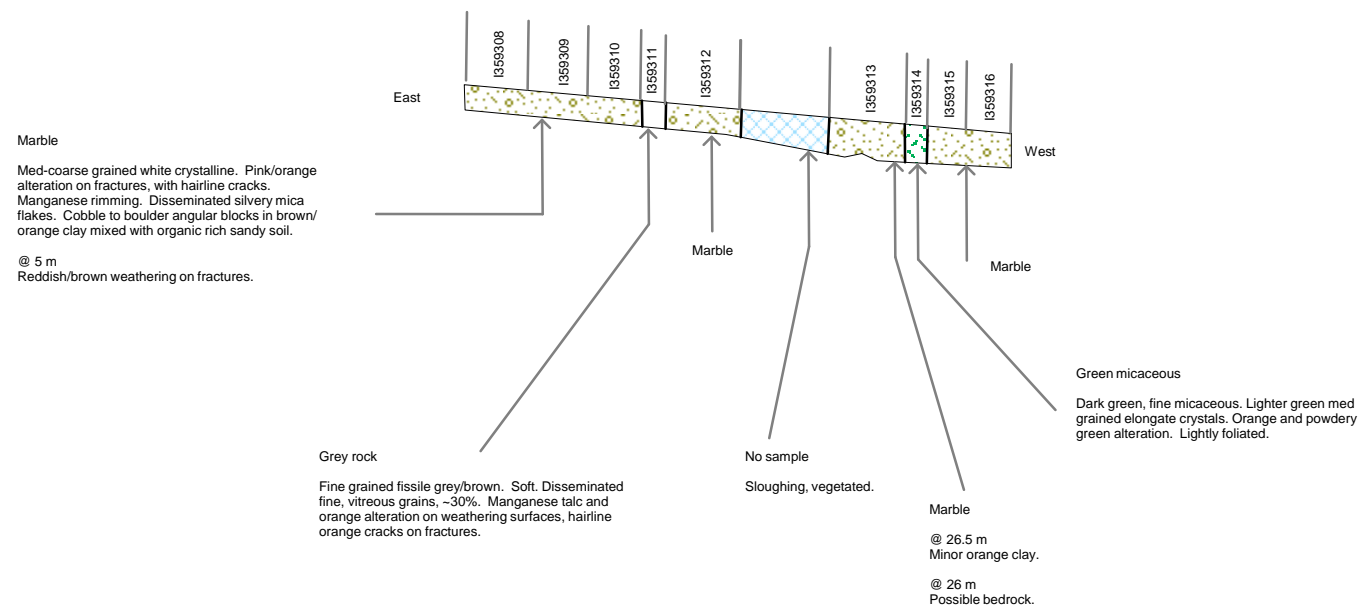 I359308
I359309
I359310
I359311
I359312
I359313
I359314
I359315
I359316
East
West
Marble
Med-coarse grained white crystalline. Pink/orange
alteration on fractures, with hairline cracks.
Manganese rimming. Disseminated silvery mica
flakes. Cobble to boulder angular blocks in brown/
orange clay mixed with organic rich sandy soil.
@ 5 m
Reddish/brown weathering on fractures.
Marble
Marble
Green micaceous
Dark green, fine micaceous. Lighter green med
grained elongate crystals. Orange and powdery
green alteration. Lightly foliated.
Grey rock
Fine grained fissile grey/brown. Soft. Disseminated
fine, vitreous grains, ~30%. Manganese talc and
orange alteration on weathering surfaces, hairline
orange cracks on fractures.
No sample
Sloughing, vegetated.
Marble
@ 26.5 m
Minor orange clay.
@ 26 m
Possible bedrock.